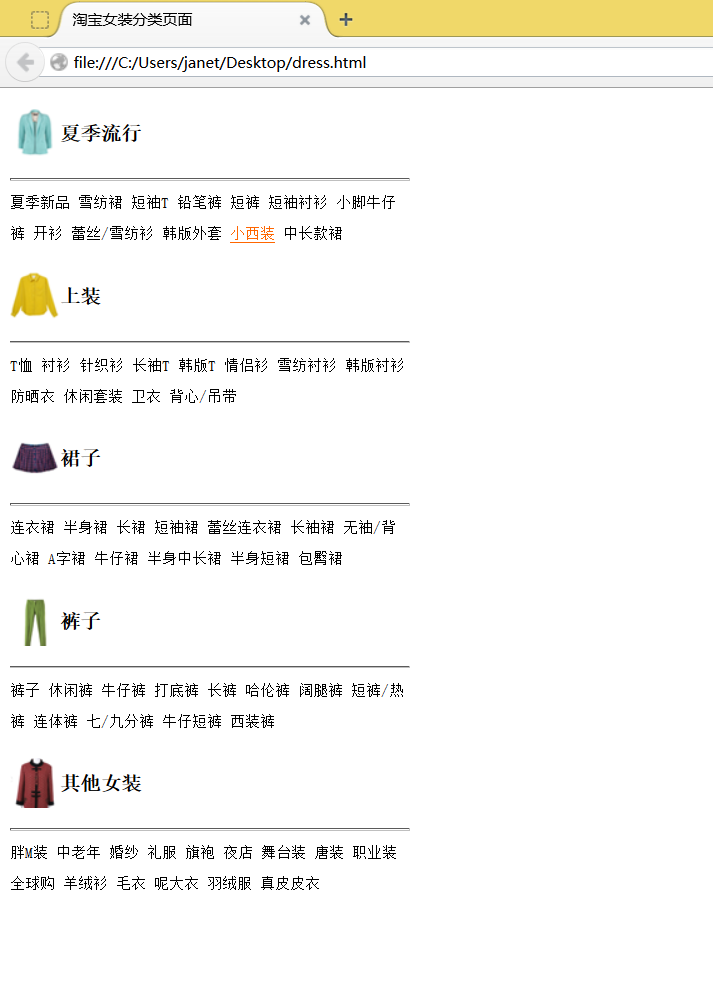 淘宝女装分类页面
file:///C:/Users/janet/Desktop/dress.html
夏季流行
夏季新品 雪纺裙 短袖T 铅笔裤 短裤 短袖衬衫 小脚牛仔
裤 开衫 蕾丝/雪纺衫 韩版外套 小西装 中长款裙
上装
T恤 衬衫 针织衫 长袖T 韩版T 情侣衫 雪纺衬衫 韩版衬衫
防晒衣 休闲套装 卫衣 背心/吊带
裙子
连衣裙 半身裙 长裙 短袖裙 蕾丝连衣裙 长袖裙 无袖/背
心裙 A字裙 牛仔裙 半身中长裙 半身短裙 包臀裙
裤子
裤子 休闲裤 牛仔裤 打底裤 长裤 哈伦裤 阔腿裤 短裤/热
裤 连体裤 七/九分裤 牛仔短裤 西装裤
其他女装
胖M装 中老年 婚纱 礼服 旗袍 夜店 舞台装 唐装 职业装
全球购 羊绒衫 毛衣 呢大衣 羽绒服 真皮皮衣